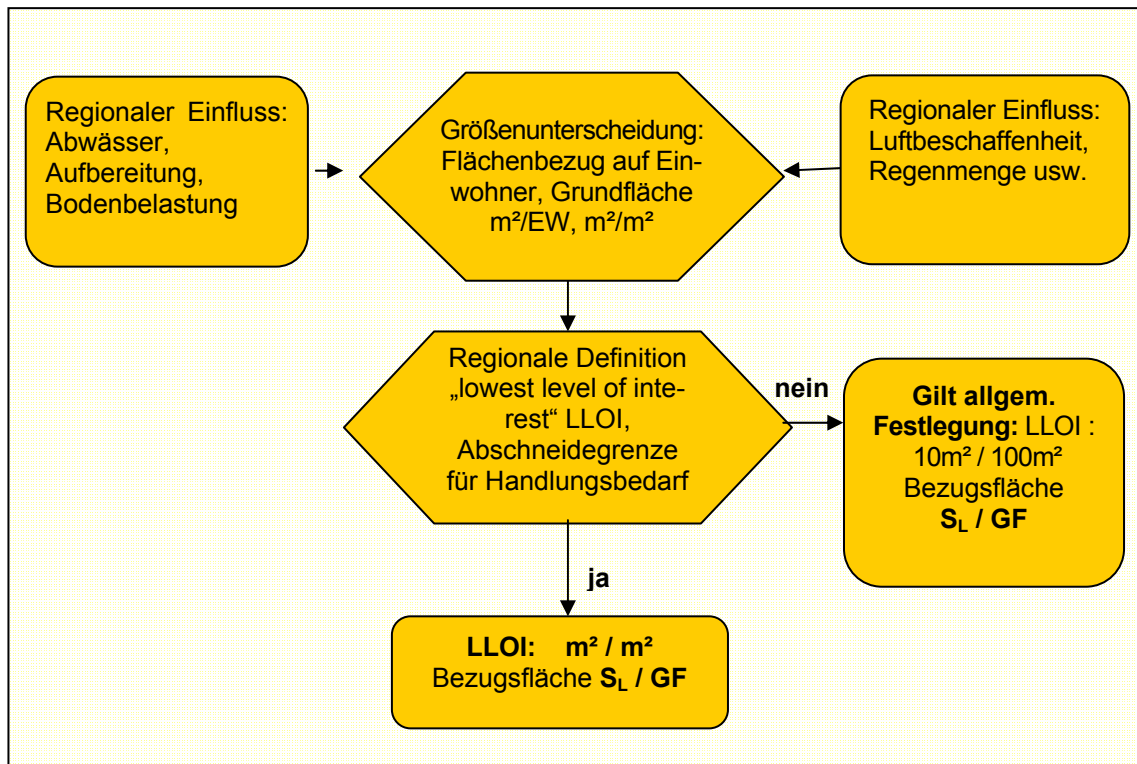 Regionaler Einfluss:
Abwässer,
Aufbereitung,
Bodenbelastung
Größenunterscheidung:
Flächenbezug auf Ein-
wohner, Grundfläche
m²/EW, m²/m²
Regionaler Einfluss:
Luftbeschaffenheit,
Regenmenge usw.
Regionale Definition
„lowest level of inte-
rest“ LLOI,
Abschneidegrenze
für Handlungsbedarf
nein
Gilt allgem.
Festlegung: LLOI :
10m² / 100m²
Bezugsfläche
S_L / GF
ja
LLOI: m² / m²
Bezugsfläche S_L / GF